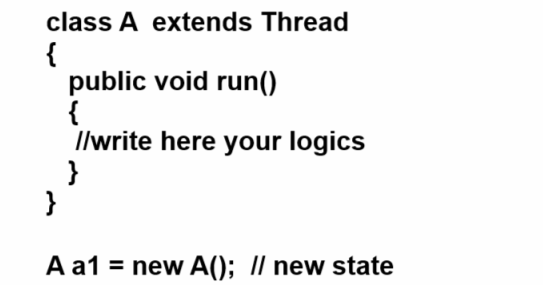 class A  extends Thread
{
public void run()
{
//write here your logics
}
}
A a1 = new A();  // new state